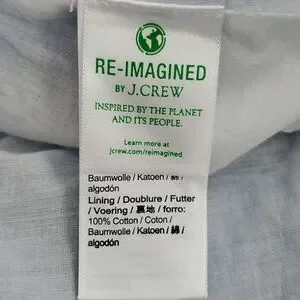 RE-IMAGINED
BY J.CREW
INSPIRED BY THE PLANET
AND ITS PEOPLE.
Learn more at
jcrew.com/reimagined
Baumwolle / Katoen / 綿 /
algodón
Lining / Doublure / Futter
/ Voering / 裏地 / forro:
100% Cotton / Coton /
Baumwolle / Katoen / 綿 /
algodón